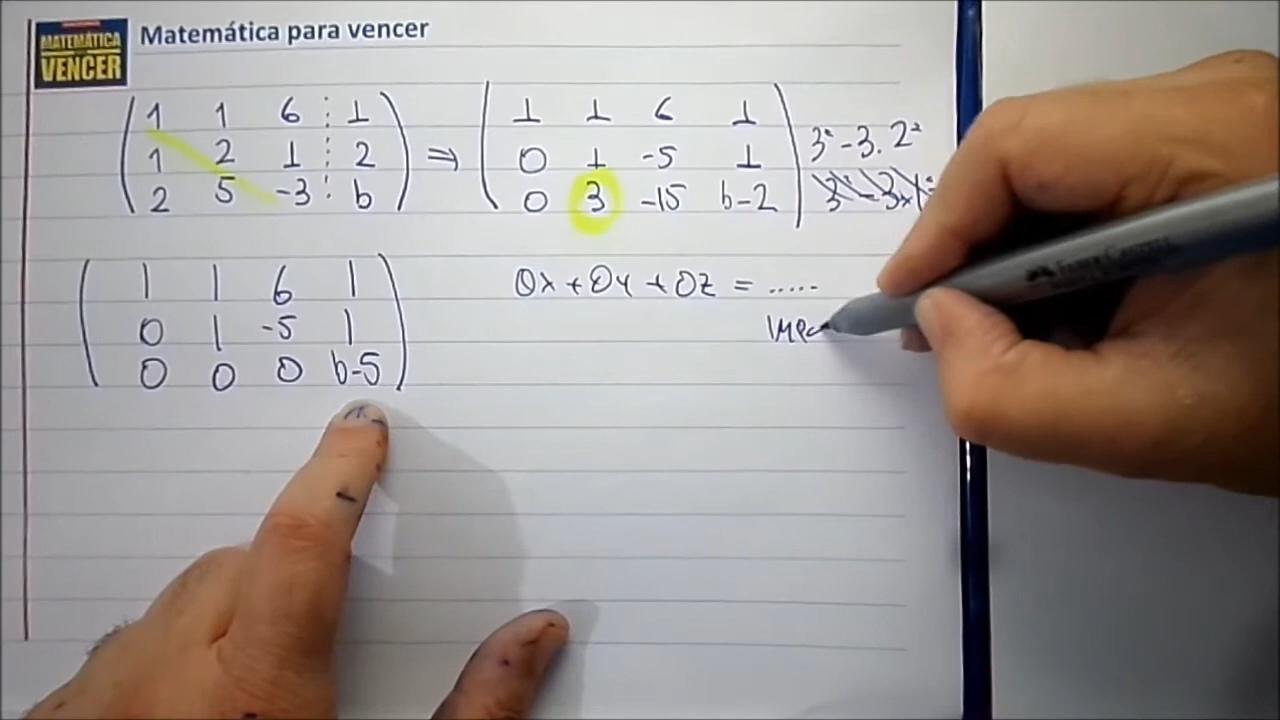 MATEMÁTICA
VENCER
Matemática para vencer
1 1 6 ⋮ 1
1 2 1 ⋮ 2
2 5 -3 ⋮ b
⇒
1 1 6 1
0 1 -5 1
0 3 -15 b-2
3ª - 3. 2ª
1 1 6 1
0 1 -5 1
0 0 0 b-5
0x + 0y + 0z = .....